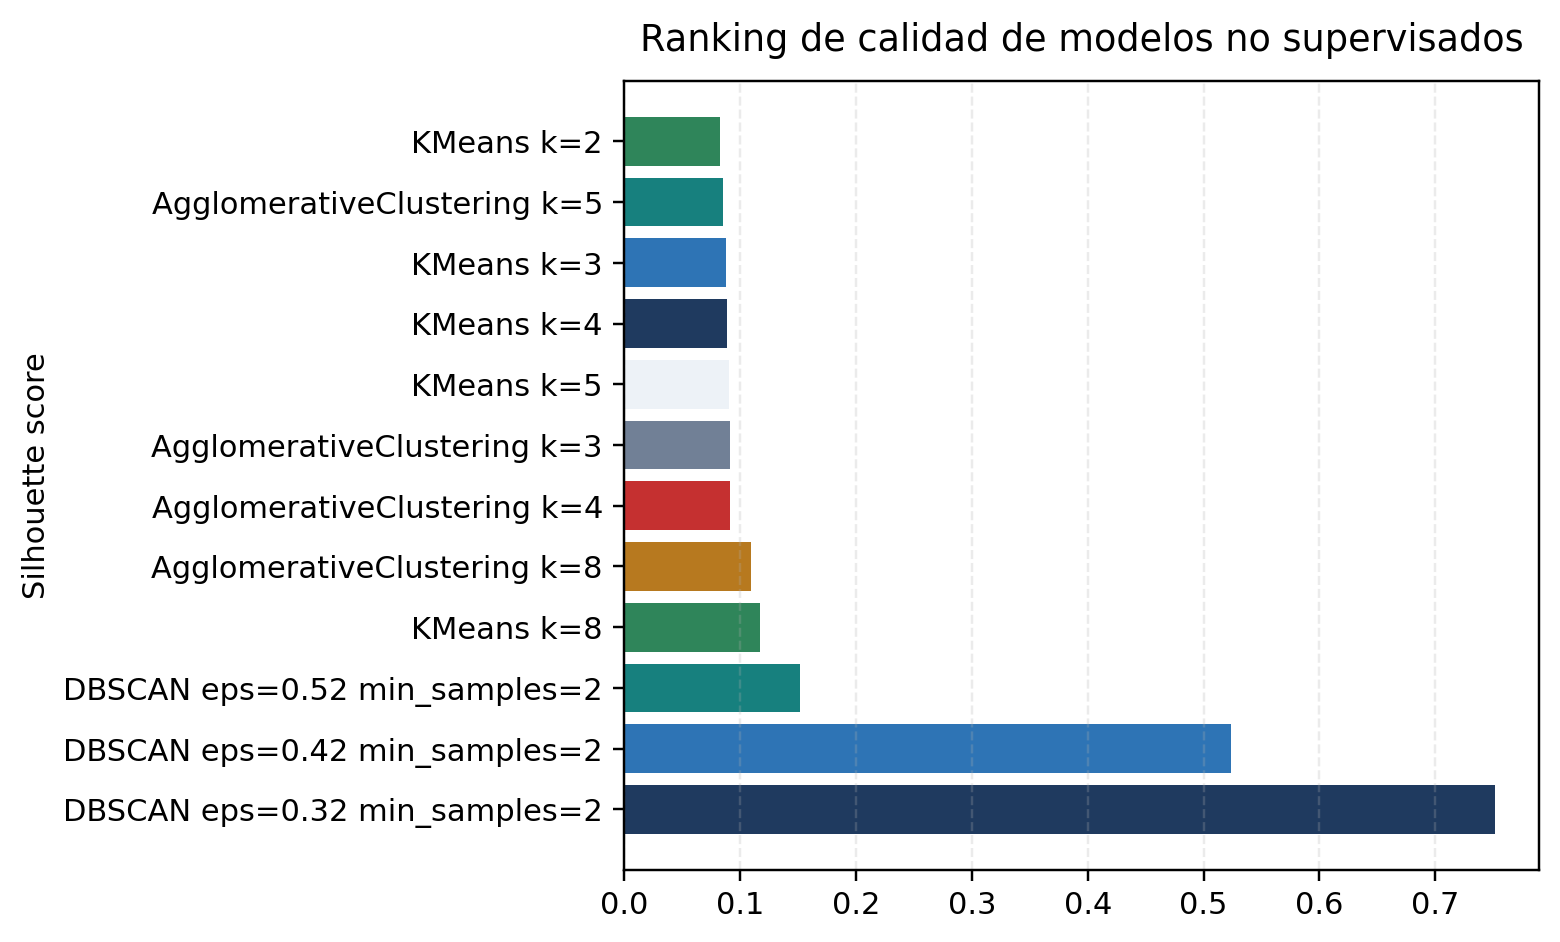 Ranking de calidad de modelos no supervisados
Silhouette score
KMeans k=2
AgglomerativeClustering k=5
KMeans k=3
KMeans k=4
KMeans k=5
AgglomerativeClustering k=3
AgglomerativeClustering k=4
AgglomerativeClustering k=8
KMeans k=8
DBSCAN eps=0.52 min_samples=2
DBSCAN eps=0.42 min_samples=2
DBSCAN eps=0.32 min_samples=2
0.0 0.1 0.2 0.3 0.4 0.5 0.6 0.7